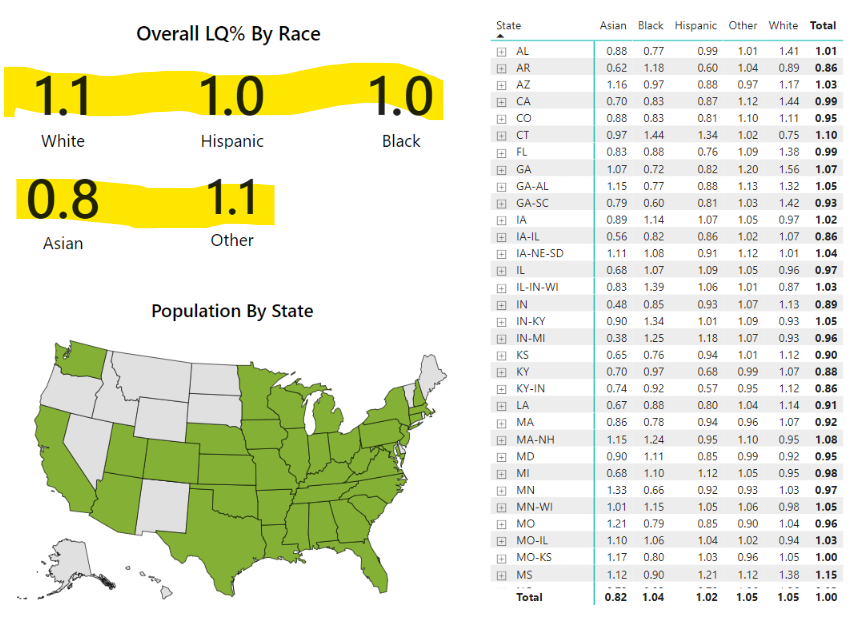 Overall LQ% By Race
1.1 1.0 1.0
White Hispanic Black
0.8 1.1
Asian Other
Population By State
State Asian Black Hispanic Other White Total
AL 0.88 0.77 0.99 1.01 1.41 1.01
AR 0.62 1.18 0.60 1.04 0.89 0.86
AZ 1.16 0.97 0.88 0.97 1.17 1.03
CA 0.70 0.83 0.87 1.12 1.44 0.99
CO 0.88 0.83 0.81 1.10 1.11 0.95
CT 0.97 1.44 1.34 1.02 0.75 1.10
FL 0.83 0.88 0.76 1.09 1.38 0.99
GA 1.07 0.72 0.82 1.20 1.56 1.07
GA-AL 1.15 0.77 0.88 1.13 1.32 1.05
GA-SC 0.79 0.60 0.81 1.03 1.42 0.93
IA 0.89 1.14 1.07 1.05 0.97 1.02
IA-IL 0.56 0.82 0.86 1.02 1.07 0.86
IA-NE-SD 1.11 1.08 0.91 1.12 1.01 1.04
IL 0.68 1.07 1.09 1.05 0.96 0.97
IL-IN-WI 0.83 1.39 1.06 1.01 0.87 1.03
IN 0.48 0.85 0.93 1.07 1.13 0.89
IN-KY 0.90 1.34 1.01 1.09 0.93 1.05
IN-MI 0.38 1.25 1.18 1.07 0.93 0.96
KS 0.65 0.76 0.94 1.01 1.12 0.90
KY 0.70 0.97 0.68 0.99 1.07 0.88
KY-IN 0.74 0.92 0.57 0.95 1.12 0.86
LA 0.67 0.88 0.80 1.04 1.14 0.91
MA 0.86 0.78 0.94 0.96 1.07 0.92
MA-NH 1.15 1.24 0.95 1.10 0.95 1.08
MD 0.90 1.11 0.85 0.99 0.92 0.95
MI 0.68 1.10 1.12 1.05 0.95 0.98
MN 1.33 0.66 0.92 0.93 1.03 0.97
MN-WI 1.01 1.15 1.05 1.06 0.98 1.05
MO 1.21 0.79 0.85 0.90 1.04 0.96
MO-IL 1.10 1.06 1.04 1.02 0.94 1.03
MO-KS 1.17 0.80 1.03 0.96 1.05 1.00
MS 1.12 0.90 1.21 1.12 1.38 1.15
Total 0.82 1.04 1.02 1.05 1.05 1.00